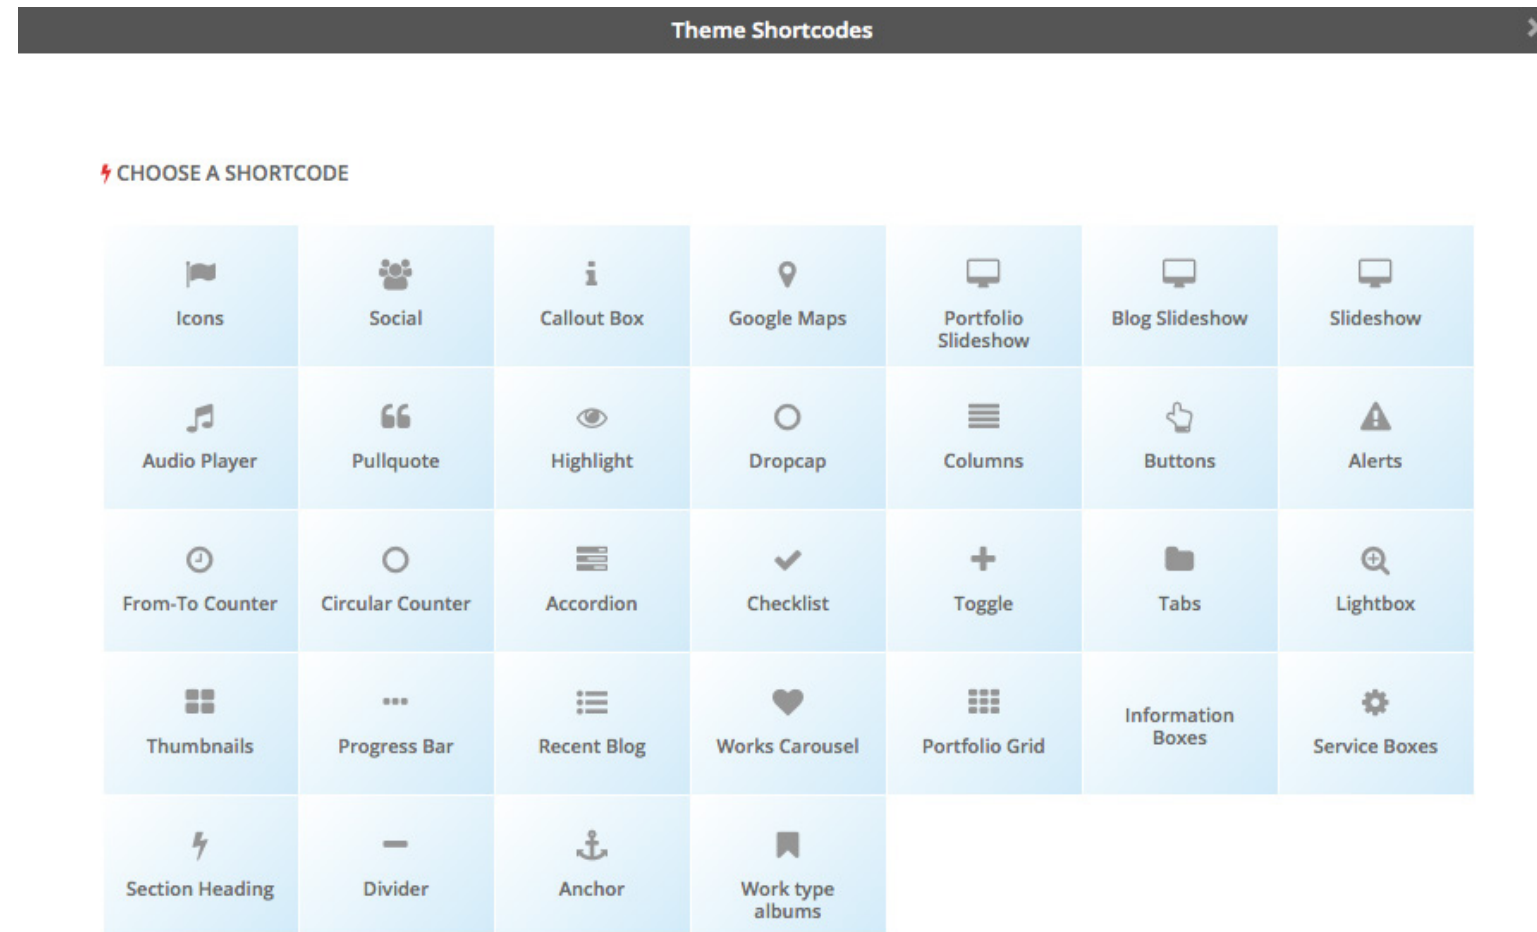 Theme Shortcodes
CHOOSE A SHORTCODE
Icons
Social
Callout Box
Google Maps
Portfolio
Slideshow
Blog Slideshow
Slideshow
Audio Player
Pullquote
Highlight
Dropcap
Columns
Buttons
Alerts
From-To Counter
Circular Counter
Accordion
Checklist
Toggle
Tabs
Lightbox
Thumbnails
Progress Bar
Recent Blog
Works Carousel
Portfolio Grid
Information
Boxes
Service Boxes
Section Heading
Divider
Anchor
Work type
albums